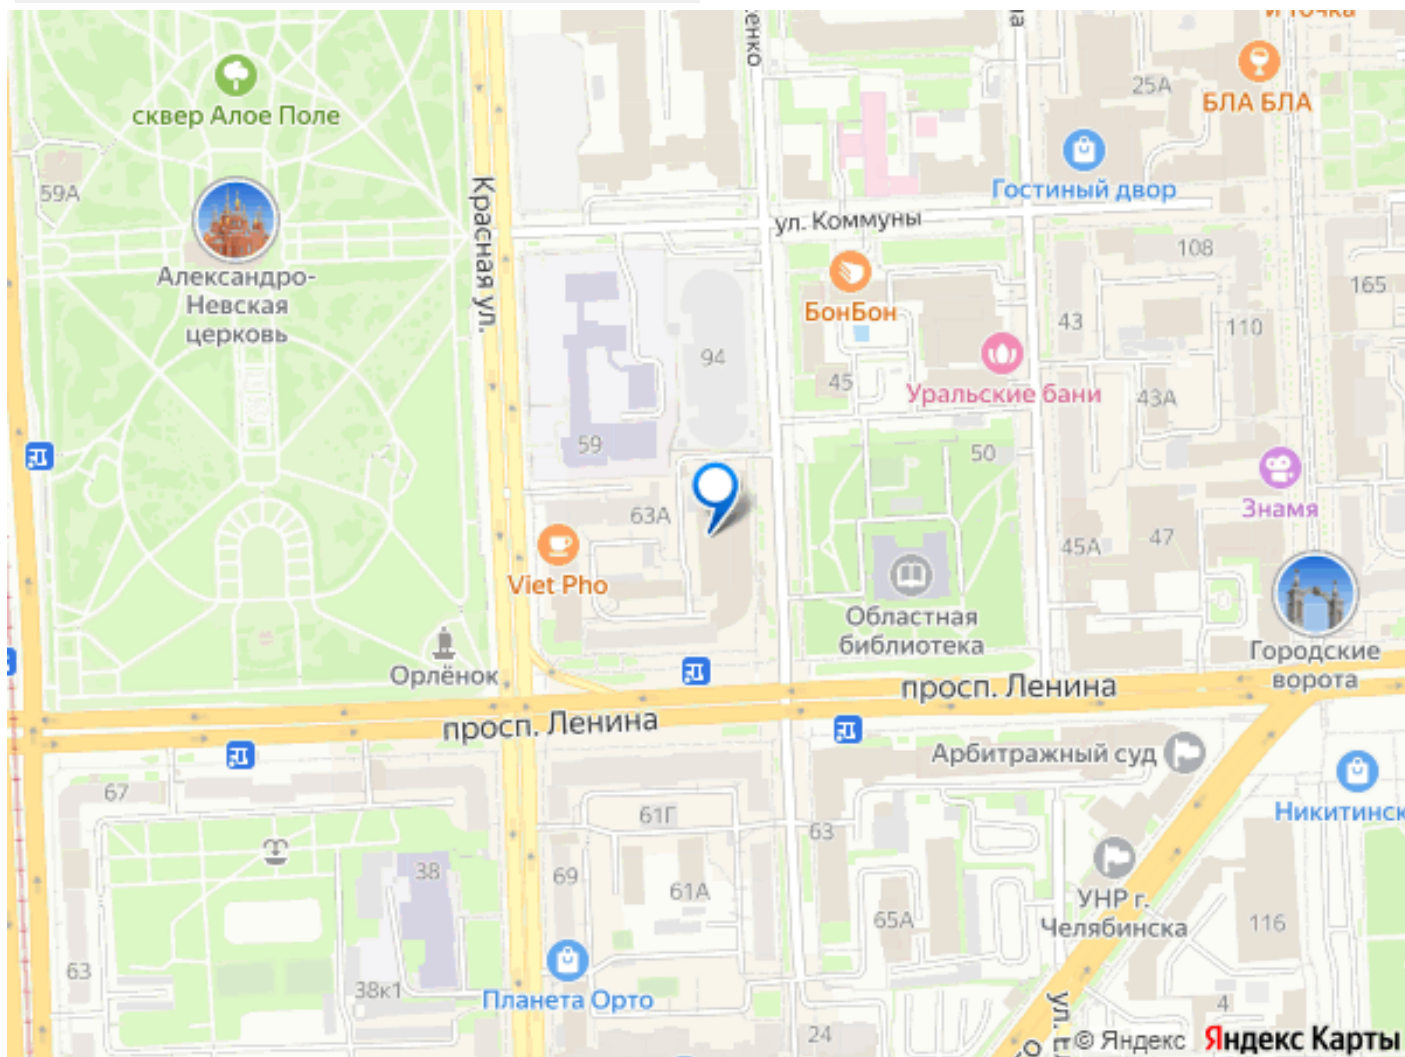 и точка
25А
БЛА БЛА
сквер Алое Поле
59А
Гостиный двор
Красная ул.
ул. Коммуны
108
Александро-
Невская
церковь
165
БонБон
43
110
94
45
Уральские бани
43А
59
50
Знамя
63А
45А
47
Viet Pho
Областная
библиотека
Городские
ворота
Орлёнок
просп. Ленина
просп. Ленина
Арбитражный суд
67
61Г
63
38
69
61А
65А
УНР г.
Челябинска
116
63
38к1
Планета Орто
4
24
ул.
© Яндекс
Яндекс Карты